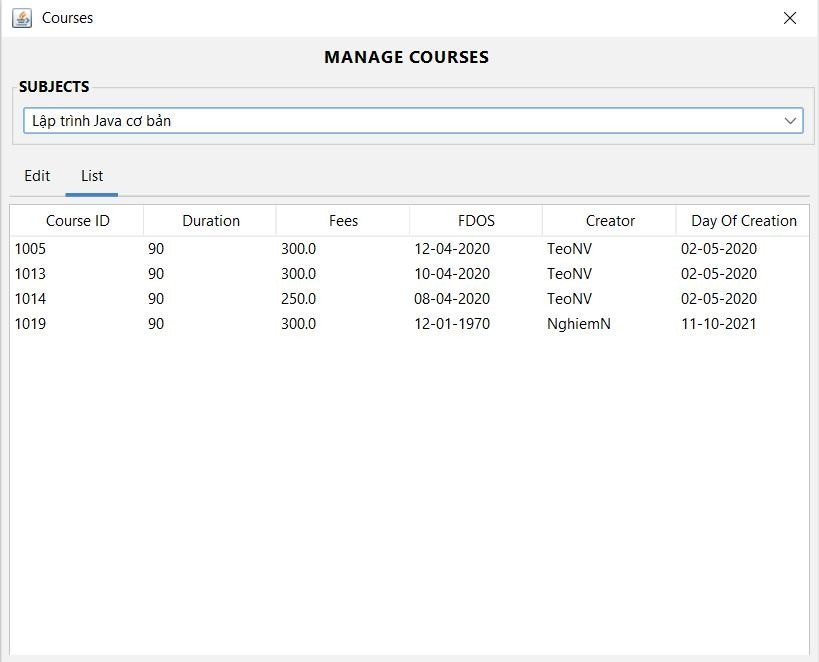 Courses
MANAGE COURSES
SUBJECTS
Lập trình Java cơ bản
Edit List
Course ID Duration Fees FDOS Creator Day Of Creation
1005 90 300.0 12-04-2020 TeoNV 02-05-2020
1013 90 300.0 10-04-2020 TeoNV 02-05-2020
1014 90 250.0 08-04-2020 TeoNV 02-05-2020
1019 90 300.0 12-01-1970 NghiemN 11-10-2021